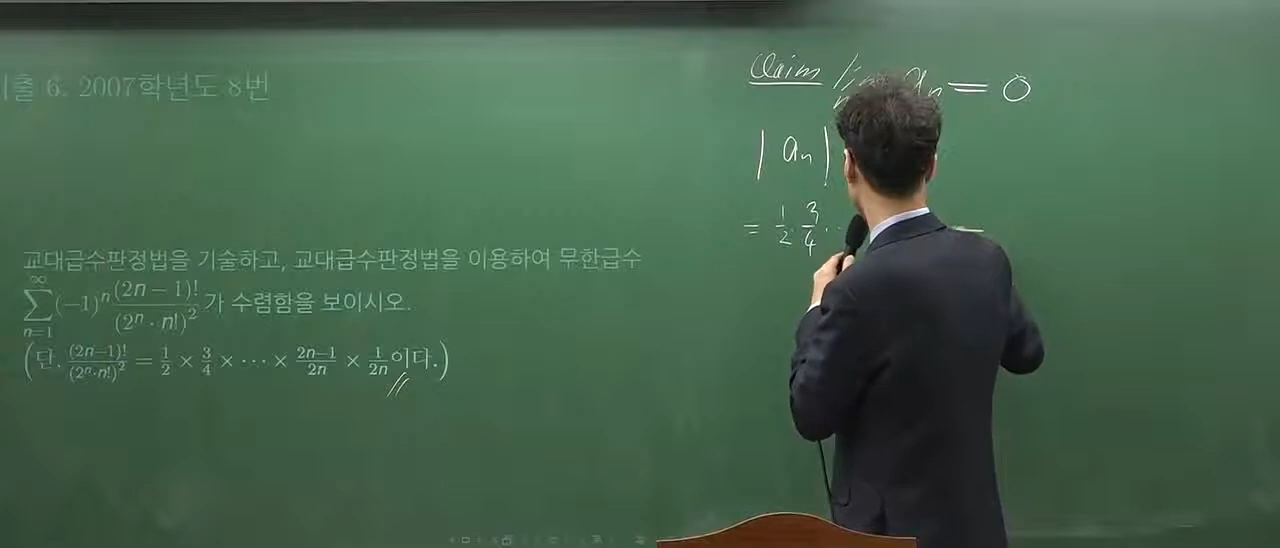 출 6. 2007학년도 8번
교대급수판정법을 기술하고, 교대급수판정법을 이용하여 무한급수
∑_{n=1}^{∞} (-1)^n (2n-1)!/(2^n·n!)^2 가 수렴함을 보이시오.
(단, (2n-1)!/(2^n·n!)^2 = 1/2 × 3/4 × ⋯ × (2n-1)/2n × 1/2n 이다.)
Claim a_n = 0
|a_n|
= 1/2 · 3/4 ⋯